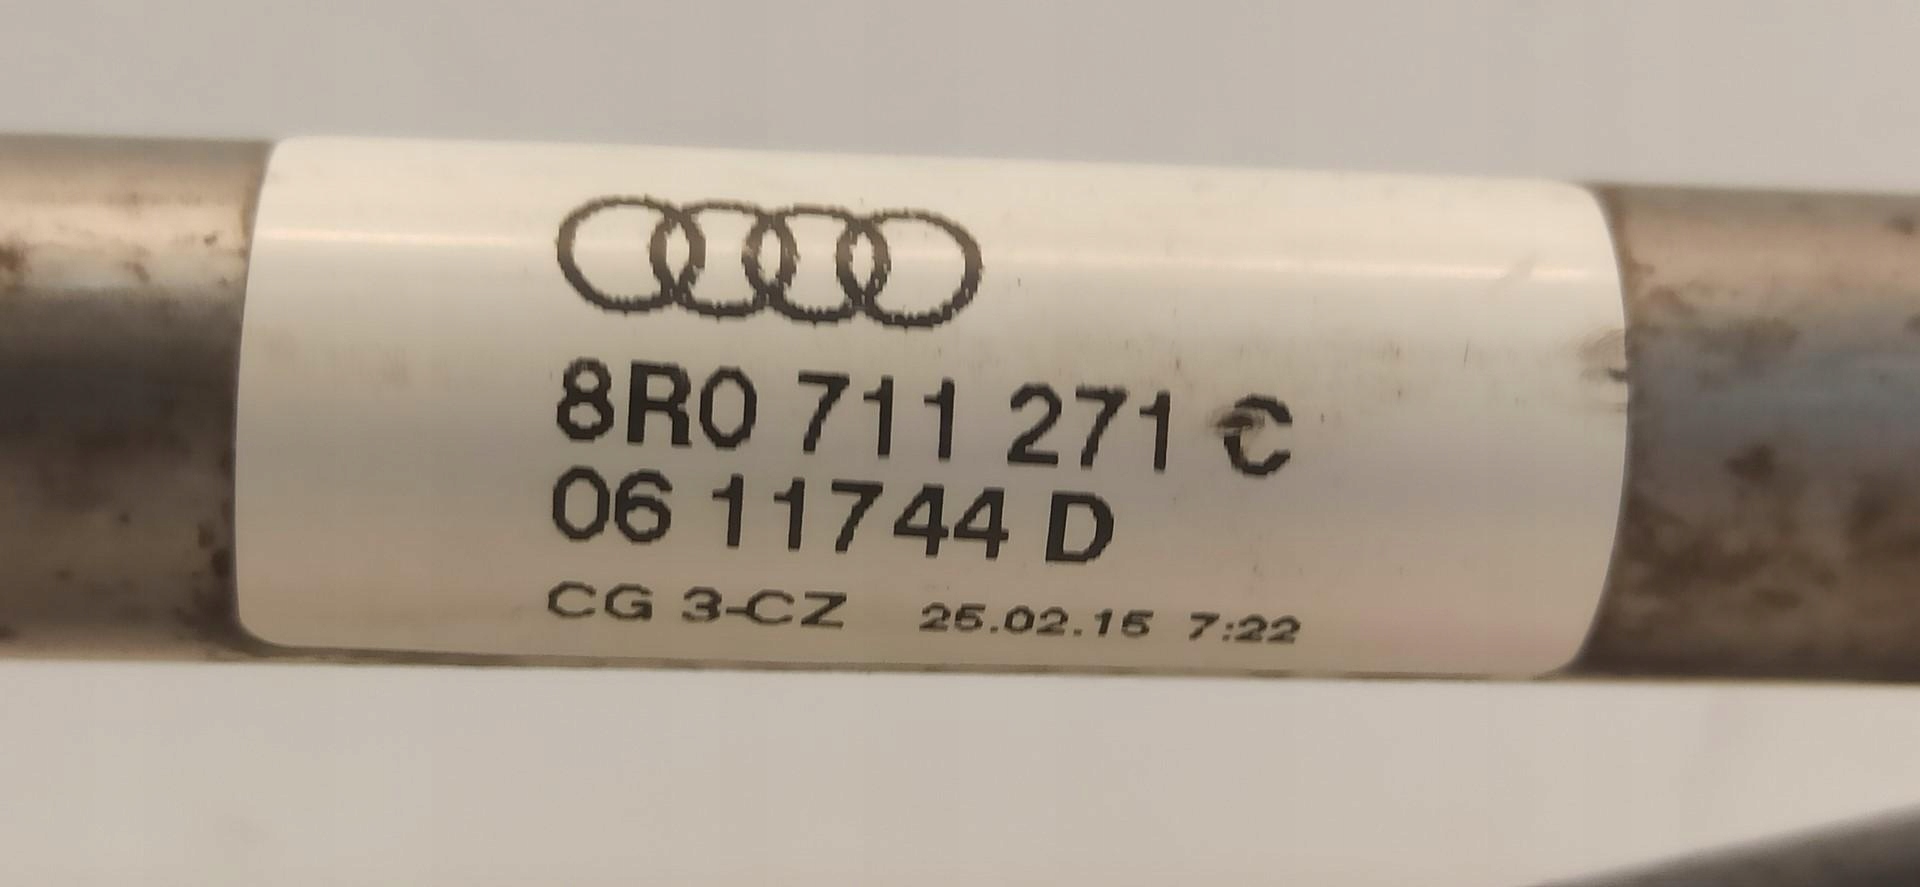 8R0 711 271 C
06 11744 D
CG 3-CZ 25.02.15 7:22